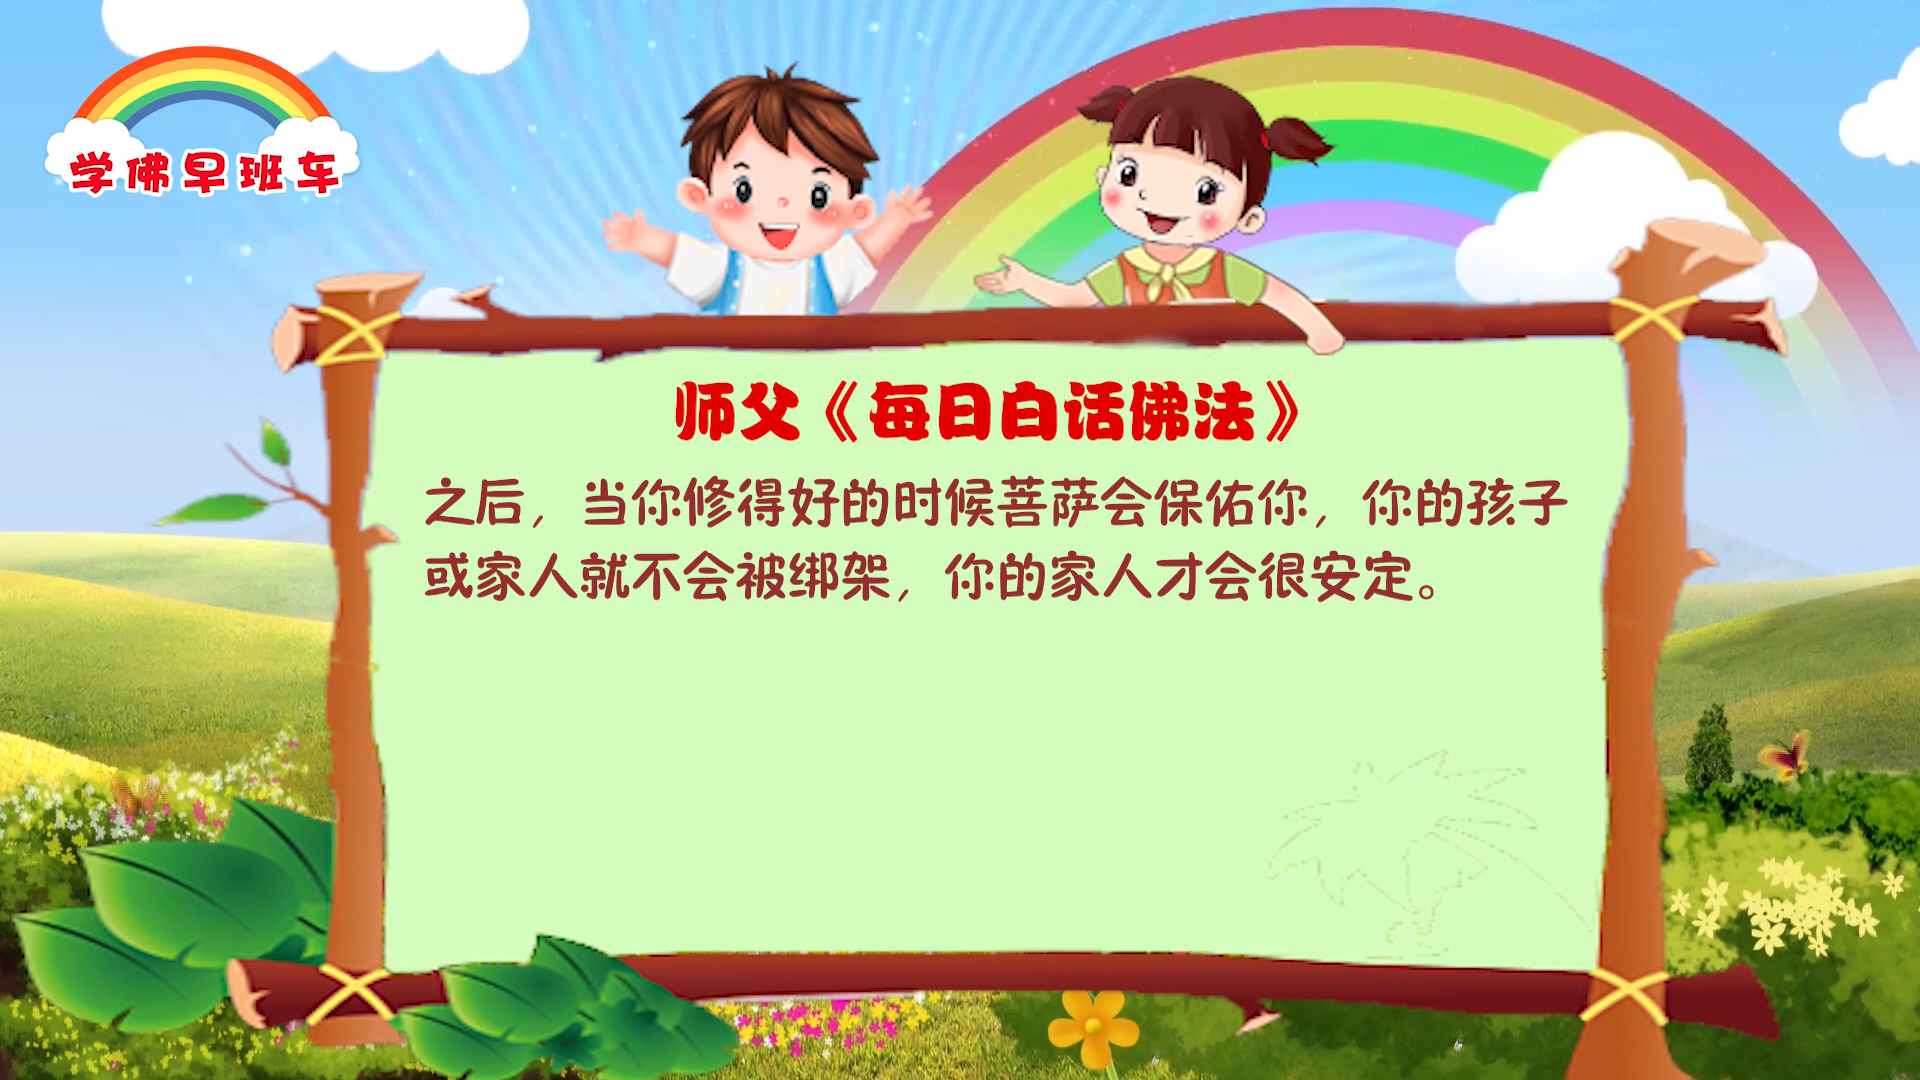 学佛早班车
师父《每日白话佛法》
之后，当你修得好的时候菩萨会保佑你，你的孩子
或家人就不会被绑架，你的家人才会很安定。